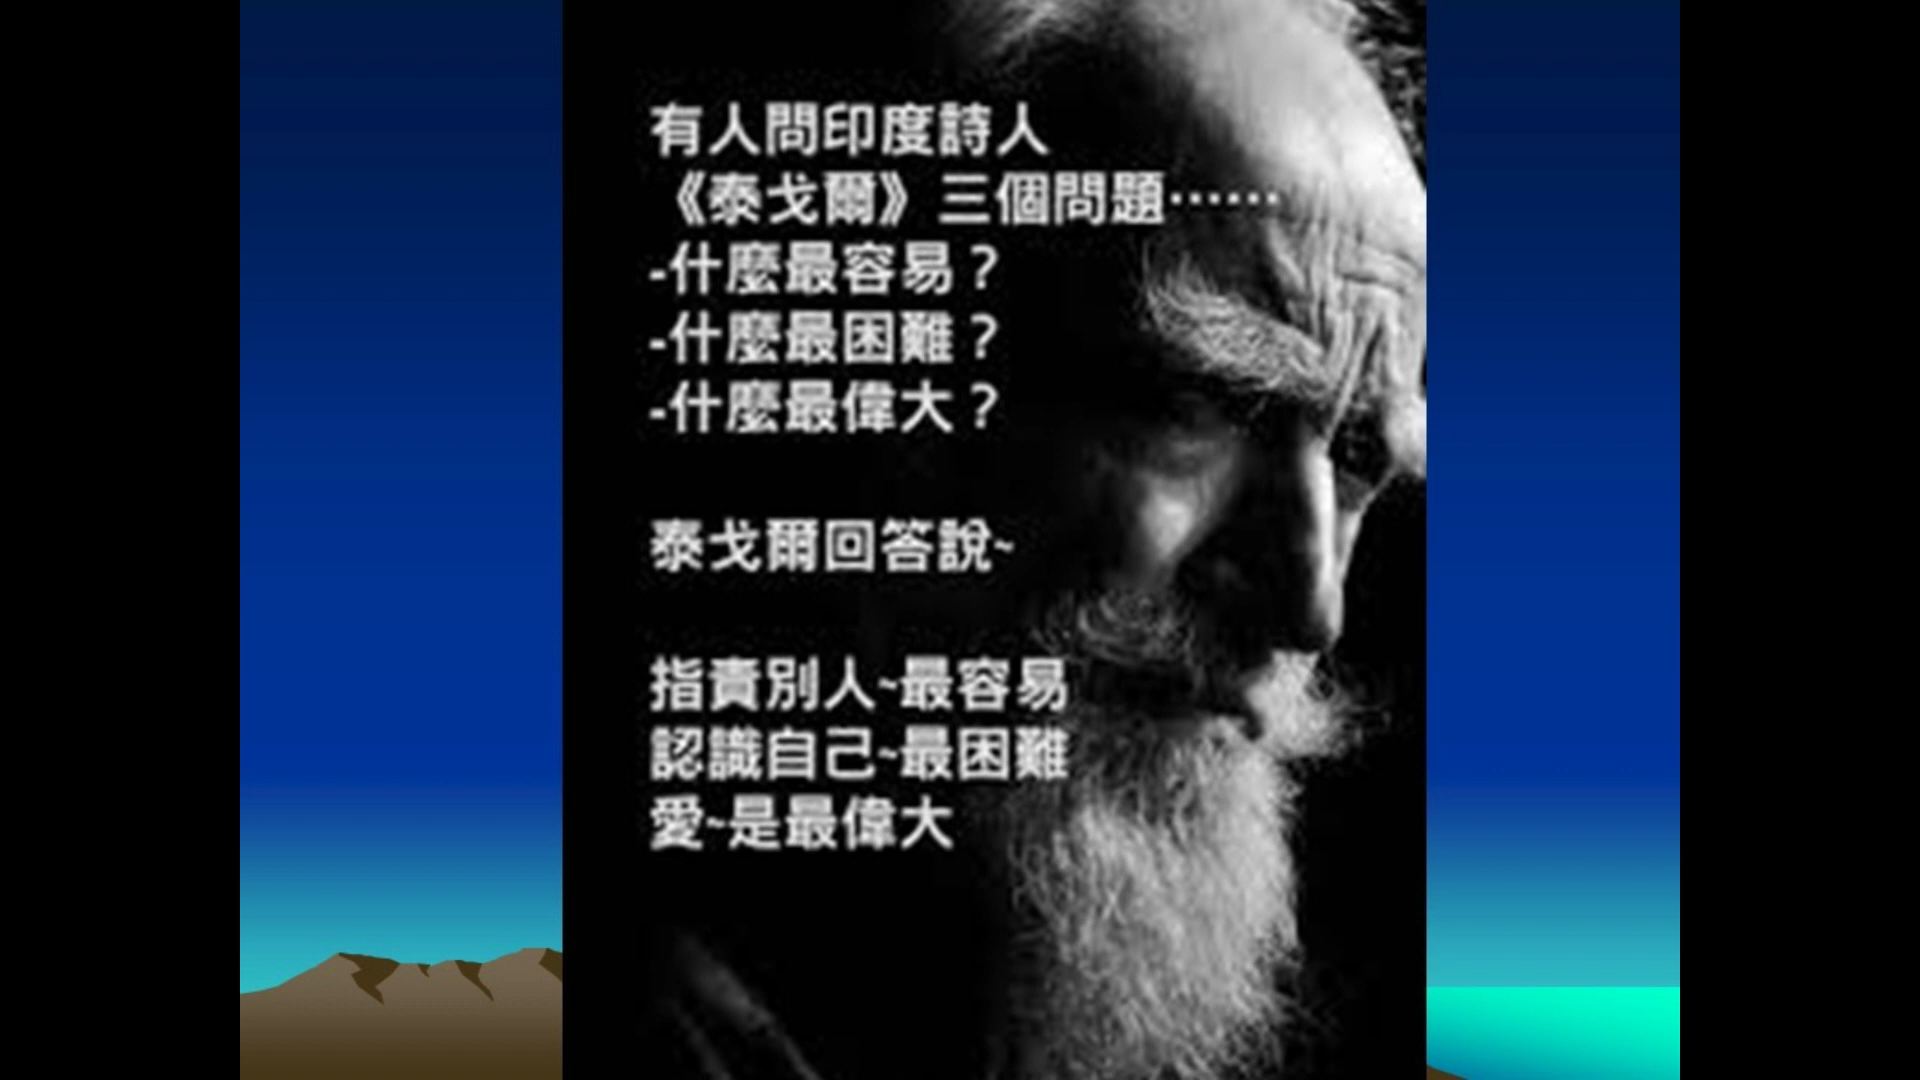 有人問印度詩人
《泰戈爾》三個問題⋯⋯
-什麼最容易？
-什麼最困難？
-什麼最偉大？
泰戈爾回答說~
指責別人~最容易
認識自己~最困難
愛~是最偉大